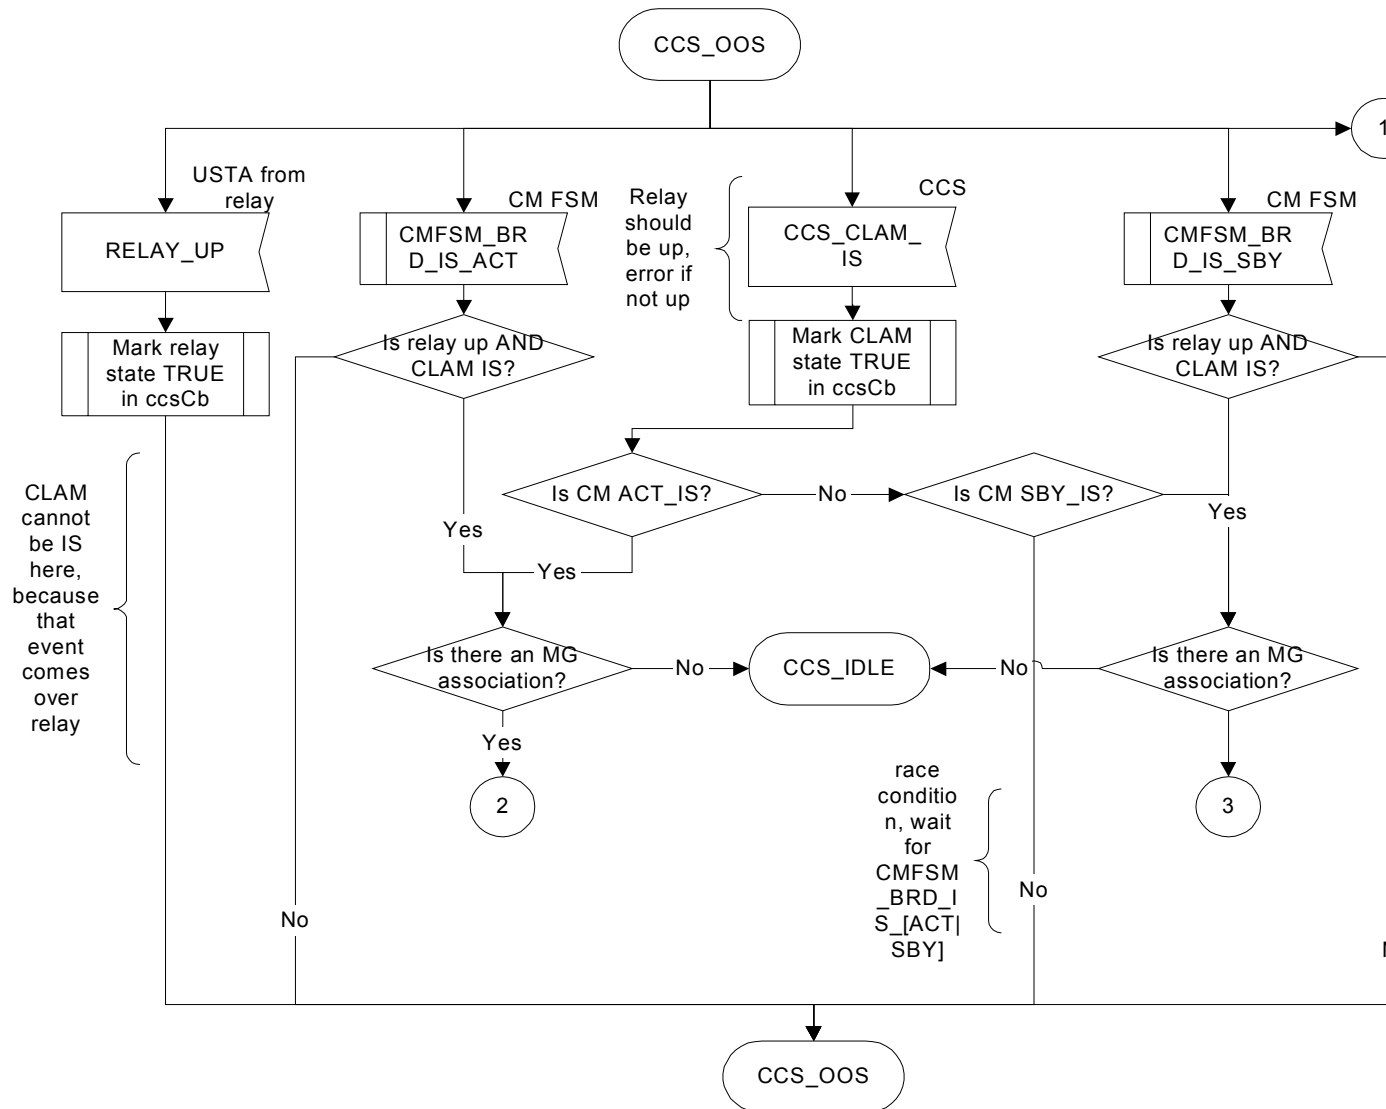 CCS_OOS
1
USTA from
relay
RELAY_UP
Mark relay
state TRUE
in ccsCb
CM FSM
CMFSM_BR
D_IS_ACT
Is relay up AND
CLAM IS?
Relay
should
be up,
error if
not up
CCS
CCS_CLAM_
IS
Mark CLAM
state TRUE
in ccsCb
CM FSM
CMFSM_BR
D_IS_SBY
Is relay up AND
CLAM IS?
CLAM
cannot
be IS
here,
because
that
event
comes
over
relay
Is CM ACT_IS?
No
Is CM SBY_IS?
Yes
Yes
Yes
Is there an MG
association?
No
CCS_IDLE
No
Is there an MG
association?
Yes
2
3
race
conditio
n, wait
for
CMFSM
_BRD_I
S_[ACT|
SBY]
No
No
CCS_OOS